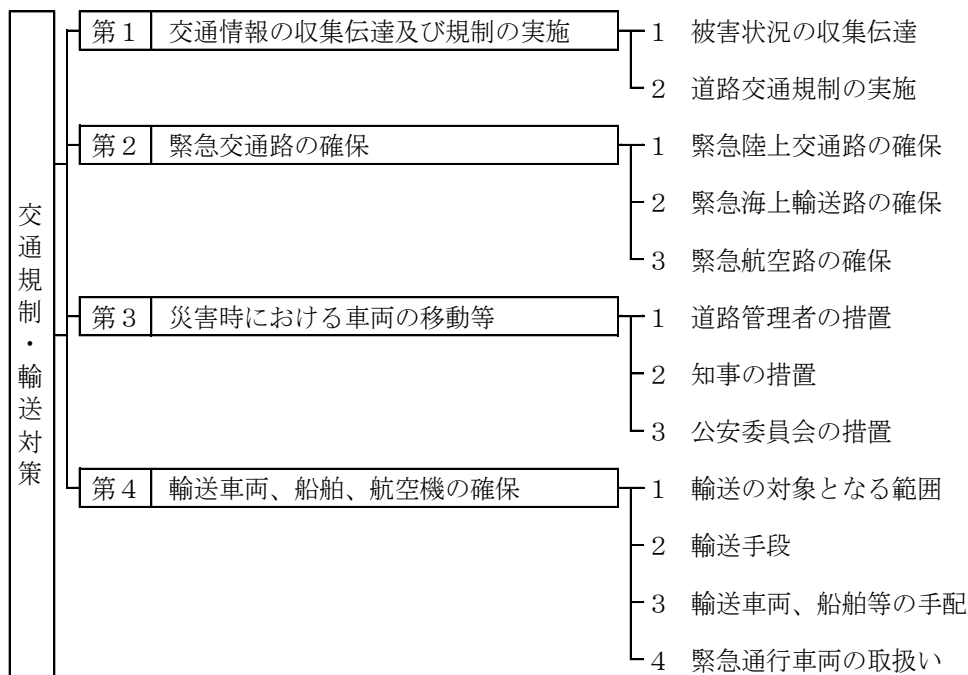 交通規制・輸送対策
第１ 交通情報の収集伝達及び規制の実施
１ 被害状況の収集伝達
２ 道路交通規制の実施
第２ 緊急交通路の確保
１ 緊急陸上交通路の確保
２ 緊急海上輸送路の確保
３ 緊急航空路の確保
第３ 災害時における車両の移動等
１ 道路管理者の措置
２ 知事の措置
３ 公安委員会の措置
第４ 輸送車両、船舶、航空機の確保
１ 輸送の対象となる範囲
２ 輸送手段
３ 輸送車両、船舶等の手配
４ 緊急通行車両の取扱い